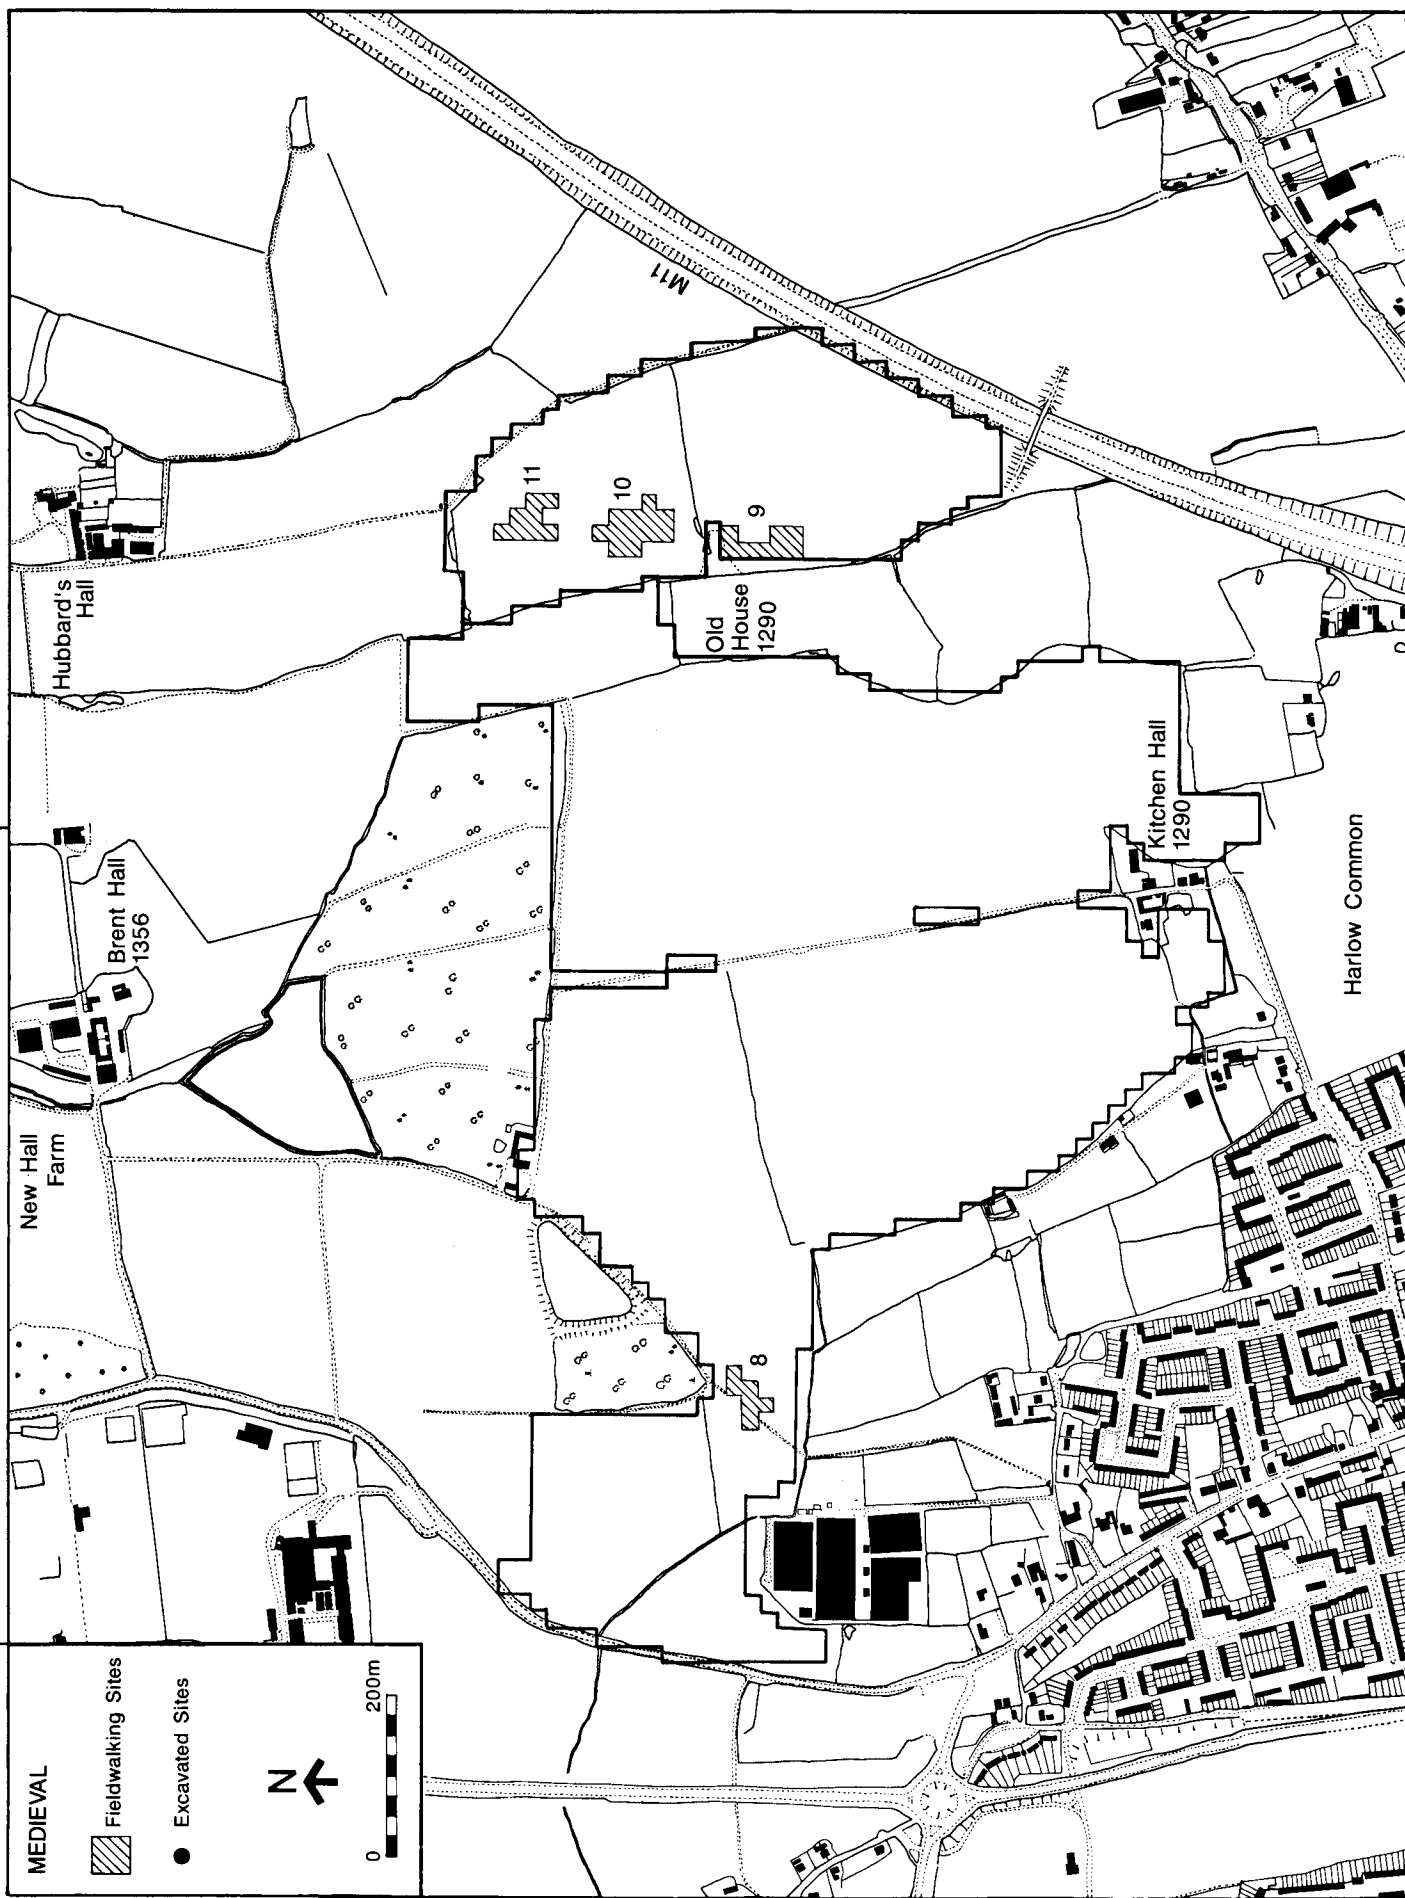 MEDIEVAL
Fieldwalking Sites
Excavated Sites
N
0
200m
New Hall
Farm
Brent Hall
1356
Hubbard's
Hall
M11
11
10
9
Old
House
1290
8
Kitchen Hall
1290
Harlow Common